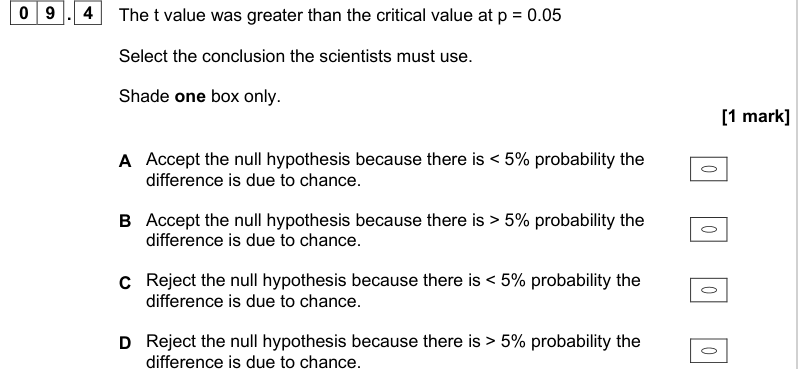 0 9 . 4 The t value was greater than the critical value at p = 0.05
Select the conclusion the scientists must use.
Shade one box only.
[1 mark]
A Accept the null hypothesis because there is < 5% probability the
difference is due to chance.
B Accept the null hypothesis because there is > 5% probability the
difference is due to chance.
C Reject the null hypothesis because there is < 5% probability the
difference is due to chance.
D Reject the null hypothesis because there is > 5% probability the
difference is due to chance.